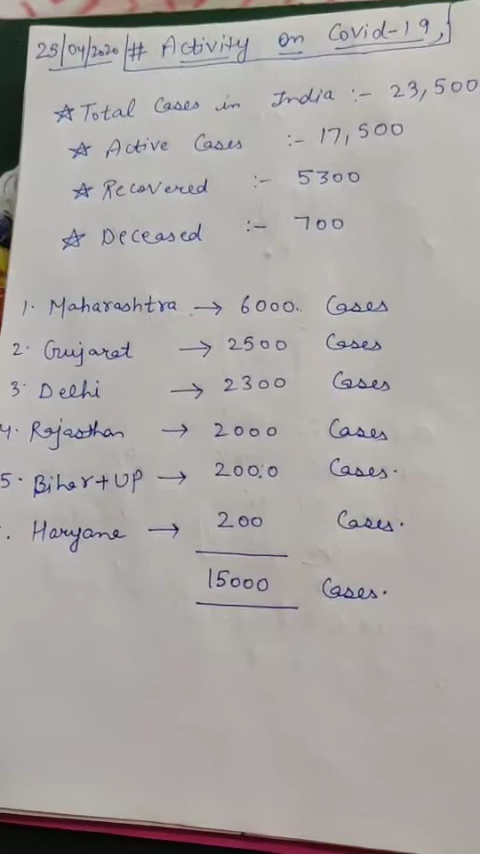 25/04/2020 # Activity on Covid-19,
☆ Total Cases in India :- 23,500
☆ Active Cases :- 17,500
☆ Recovered :- 5300
☆ Deceased :- 700
1. Maharashtra → 6000. Cases
2. Gujarat → 2500 Cases
3. Delhi → 2300 Cases
4. Rajasthan → 2000 Cases
5. Bihar+UP → 2000 Cases.
. Haryana → 200 Cases.
15000 Cases.